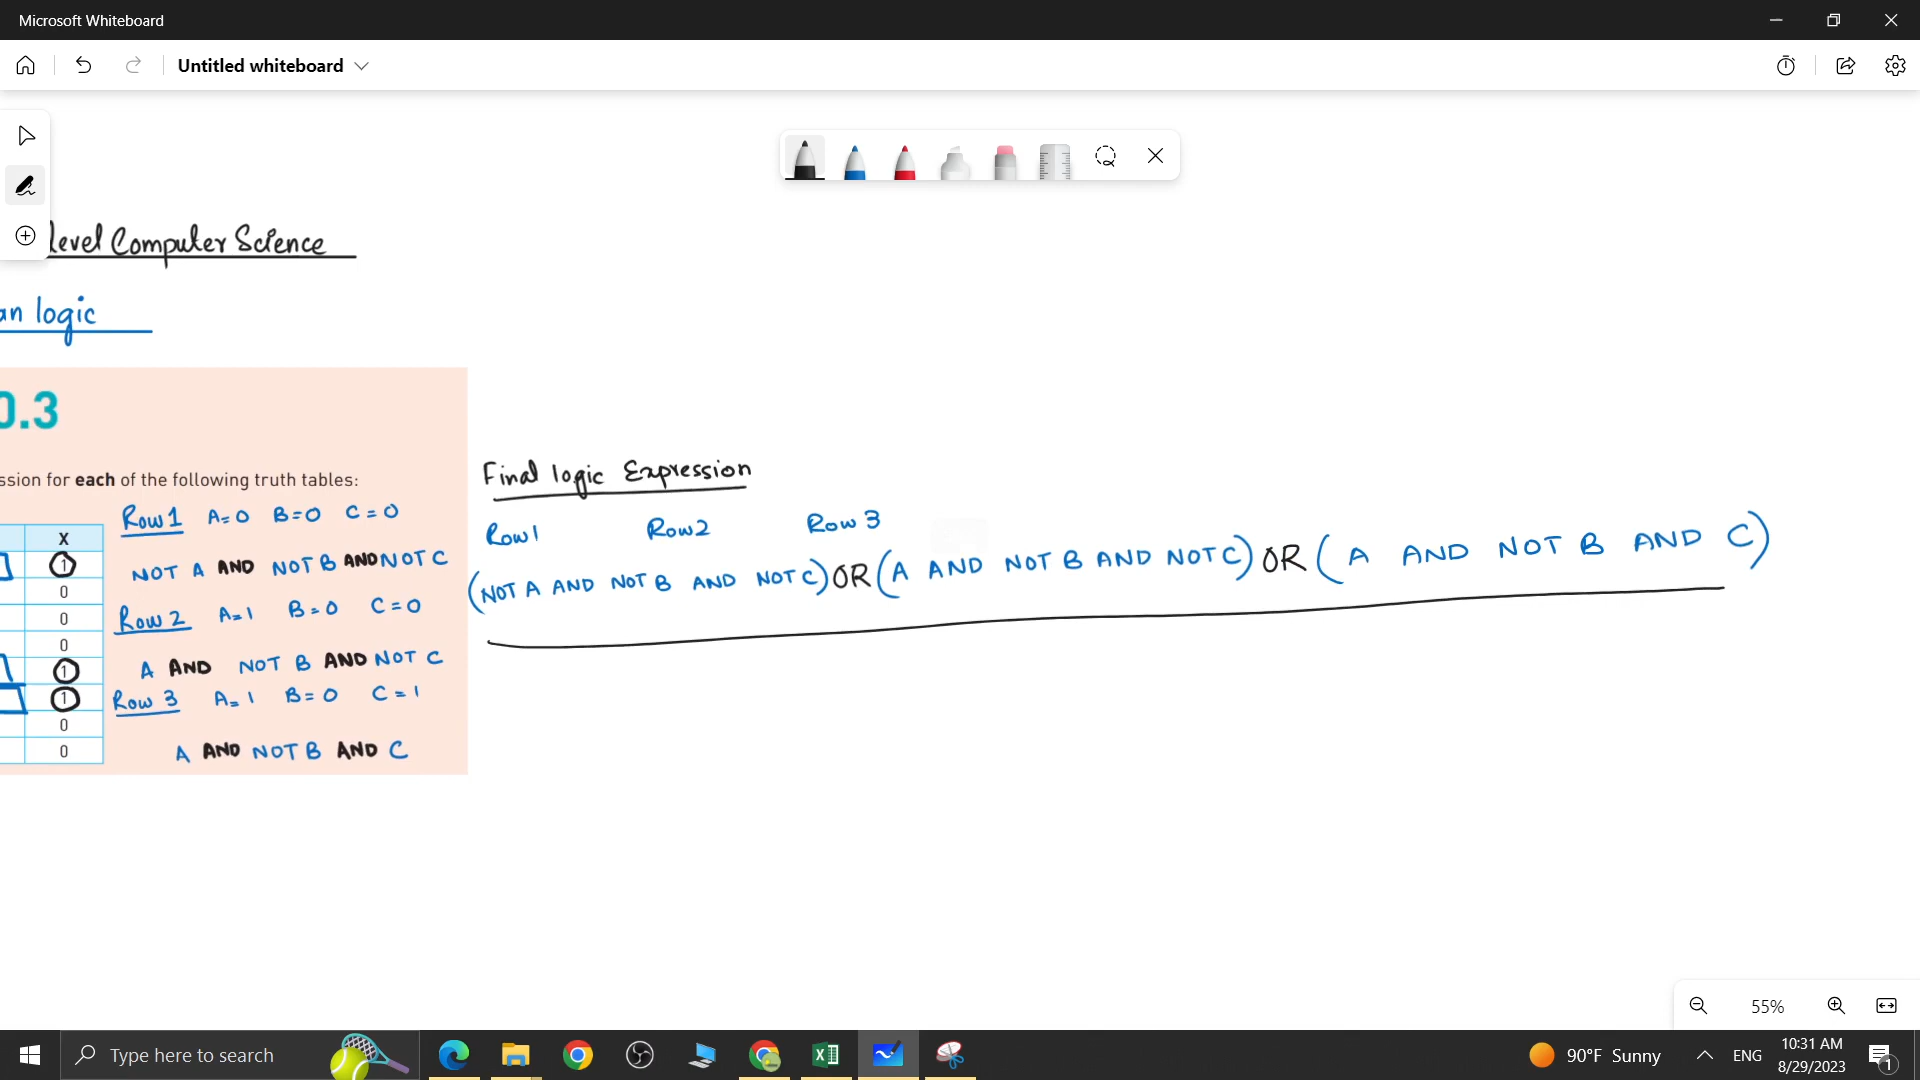 Microsoft Whiteboard
Untitled whiteboard
level Computer Science
an logic
0.3
ssion for each of the following truth tables:
X
1
0
0
0
1
1
0
0
Row 1 A=0 B=0 C=0
NOT A AND NOT B AND NOT C
Row 2 A=1 B=0 C=0
A AND NOT B AND NOT C
Row 3 A=1 B=0 C=1
A AND NOT B AND C
Final logic Expression
Row1 Row2 Row 3
(NOT A AND NOT B AND NOT C) OR (A AND NOT B AND NOT C) OR (A AND NOT B AND C)
55%
Type here to search
90°F Sunny
ENG
10:31 AM
8/29/2023
1